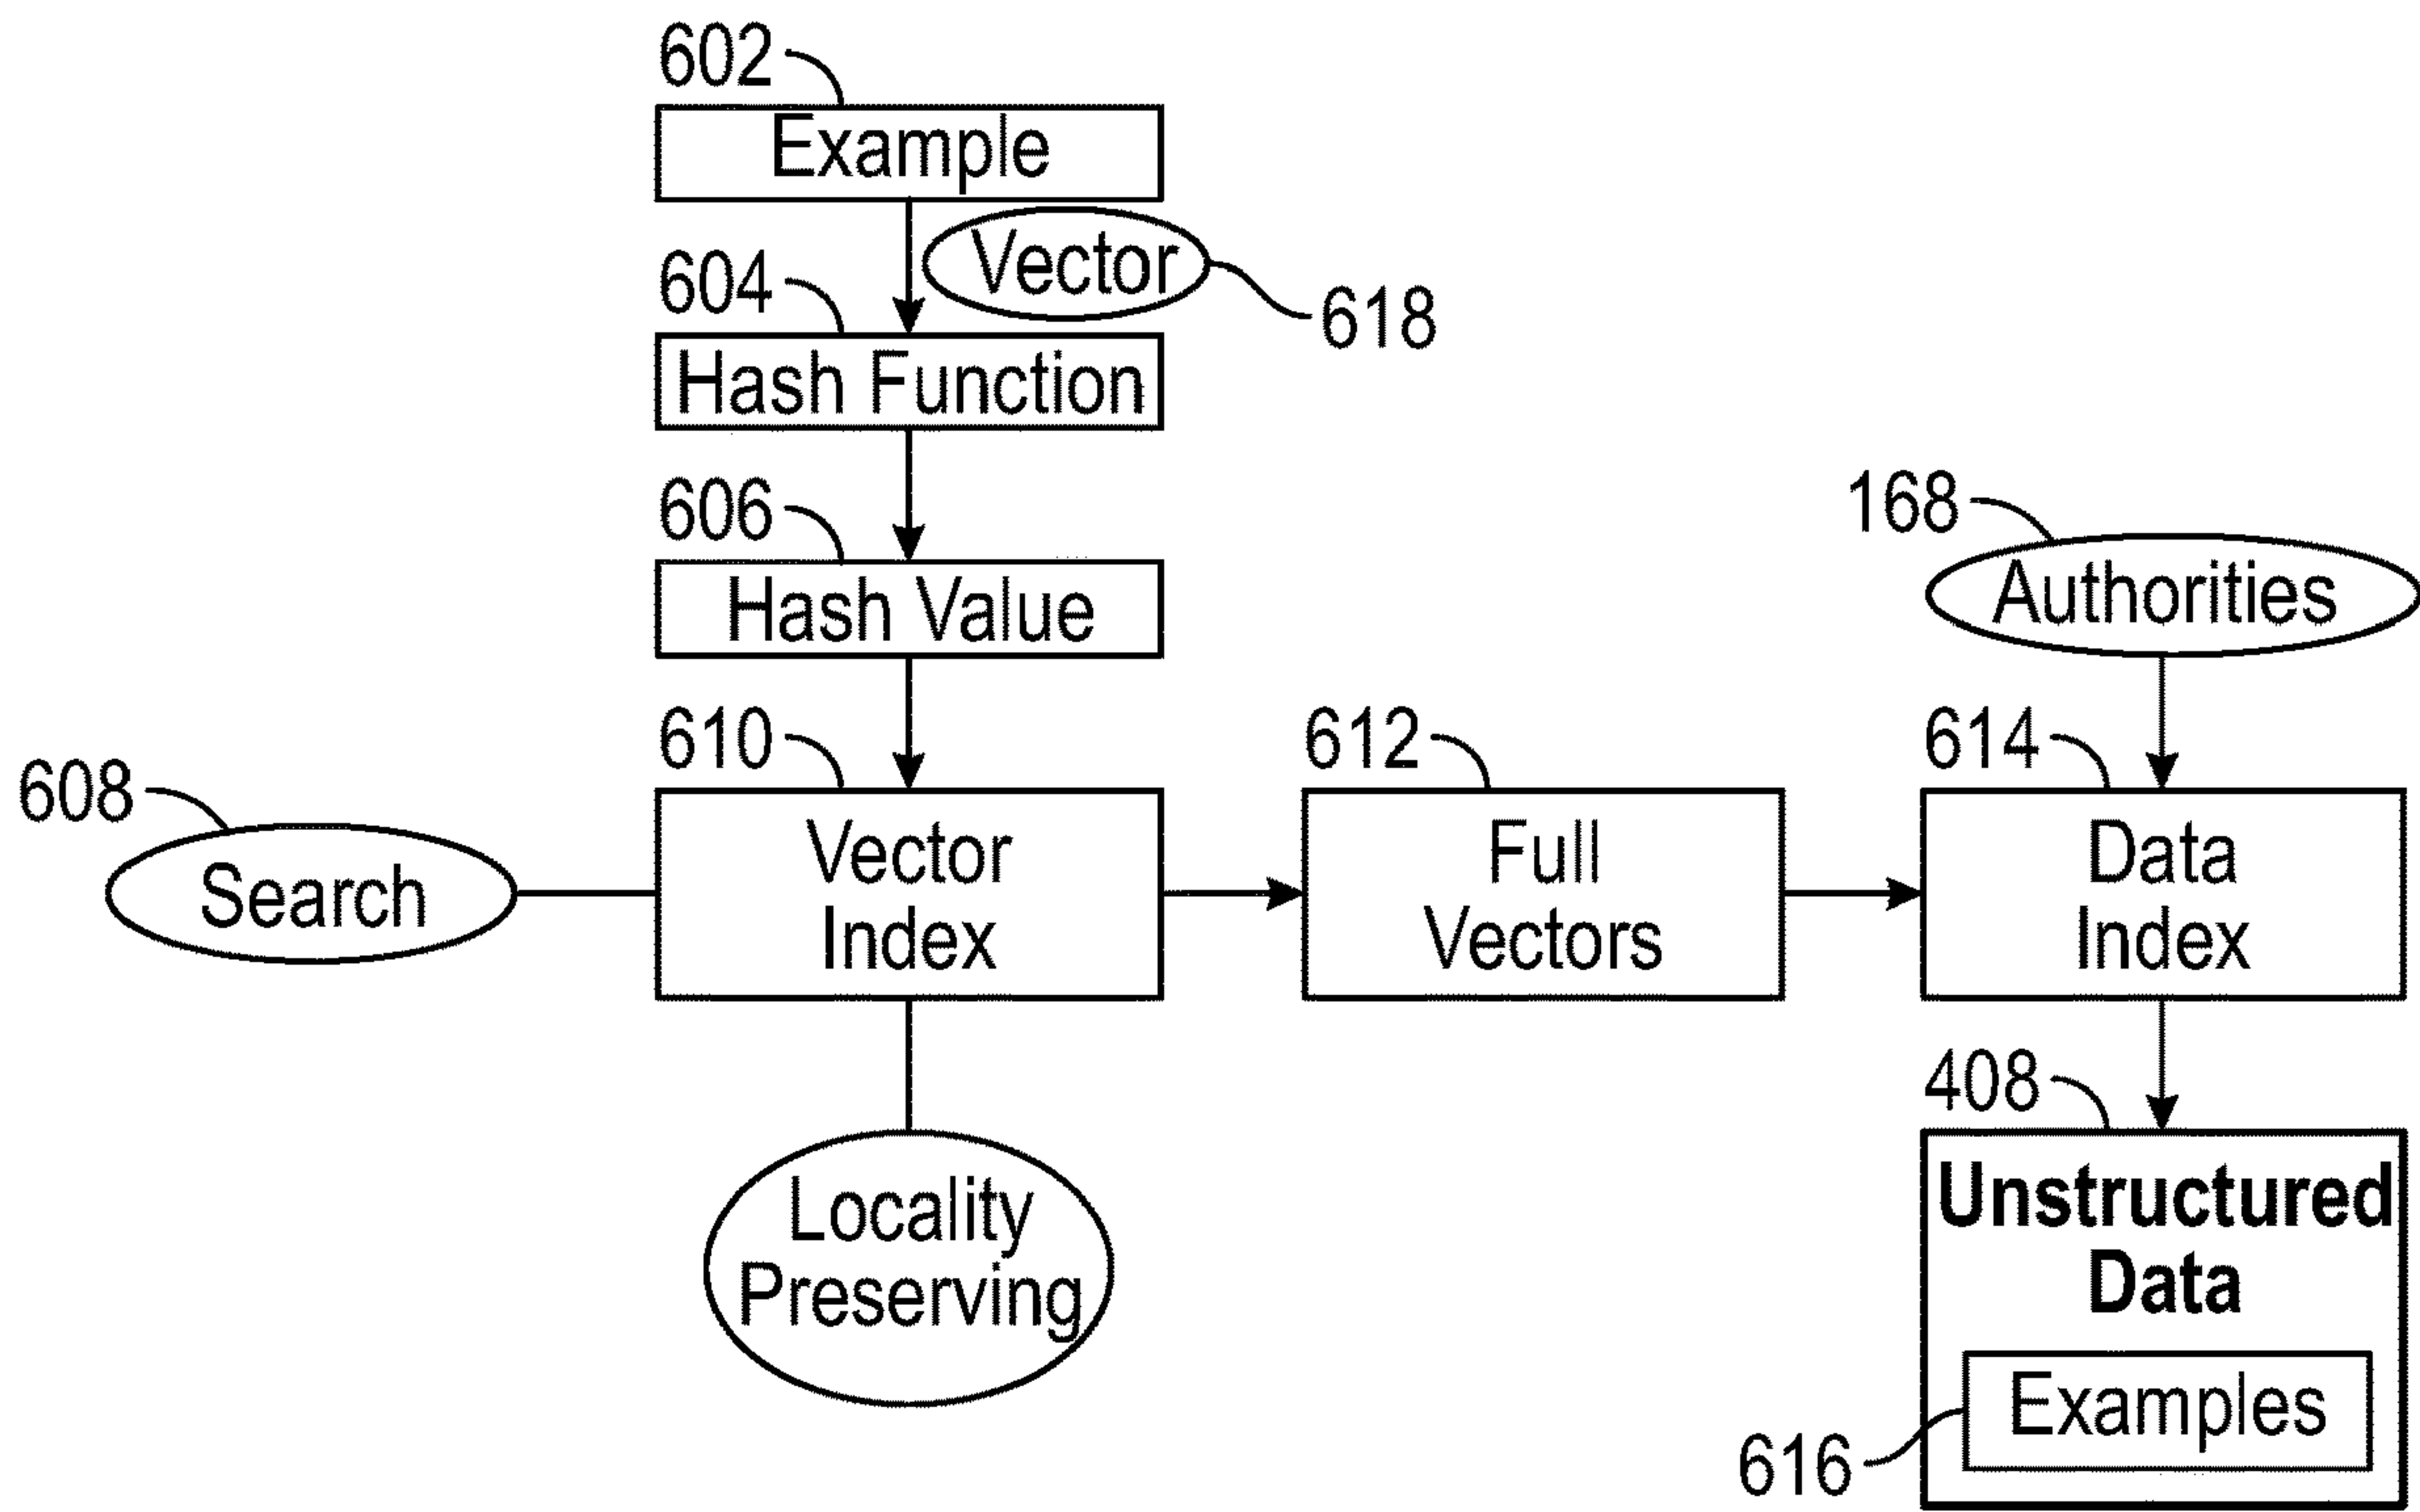 602
Example
Vector
604
618
Hash Function
606
168
Hash Value
Authorities
610
612
614
608
Search
Vector
Index
Full
Vectors
Data
Index
408
Locality
Preserving
Unstructured
Data
Examples
616